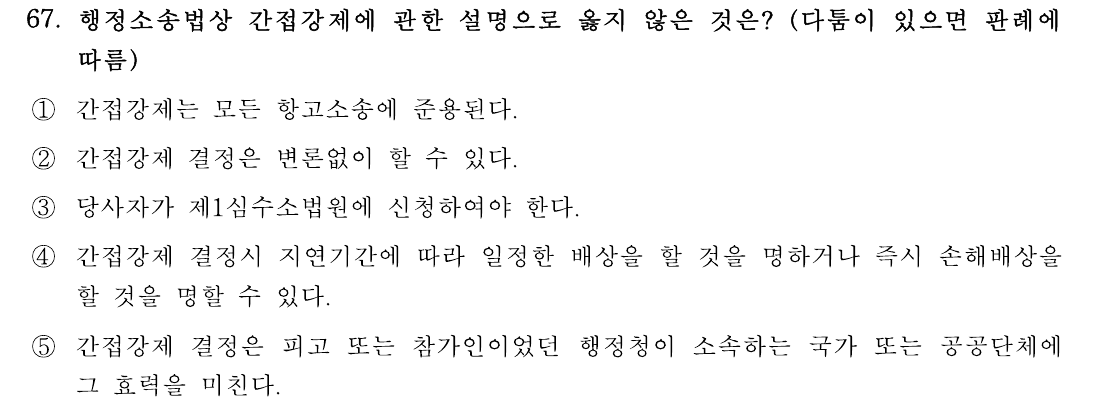 67. 행정소송법상 간접강제에 관한 설명으로 옳지 않은 것은? (다툼이 있으면 판례에
따름)
① 간접강제는 모든 항고소송에 준용된다.
② 간접강제 결정은 변론없이 할 수 있다.
③ 당사자가 제1심수소법원에 신청하여야 한다.
④ 간접강제 결정시 지연기간에 따라 일정한 배상을 할 것을 명하거나 즉시 손해배상을
할 것을 명할 수 있다.
⑤ 간접강제 결정은 피고 또는 참가인이었던 행정청이 소속하는 국가 또는 공공단체에
그 효력을 미친다.